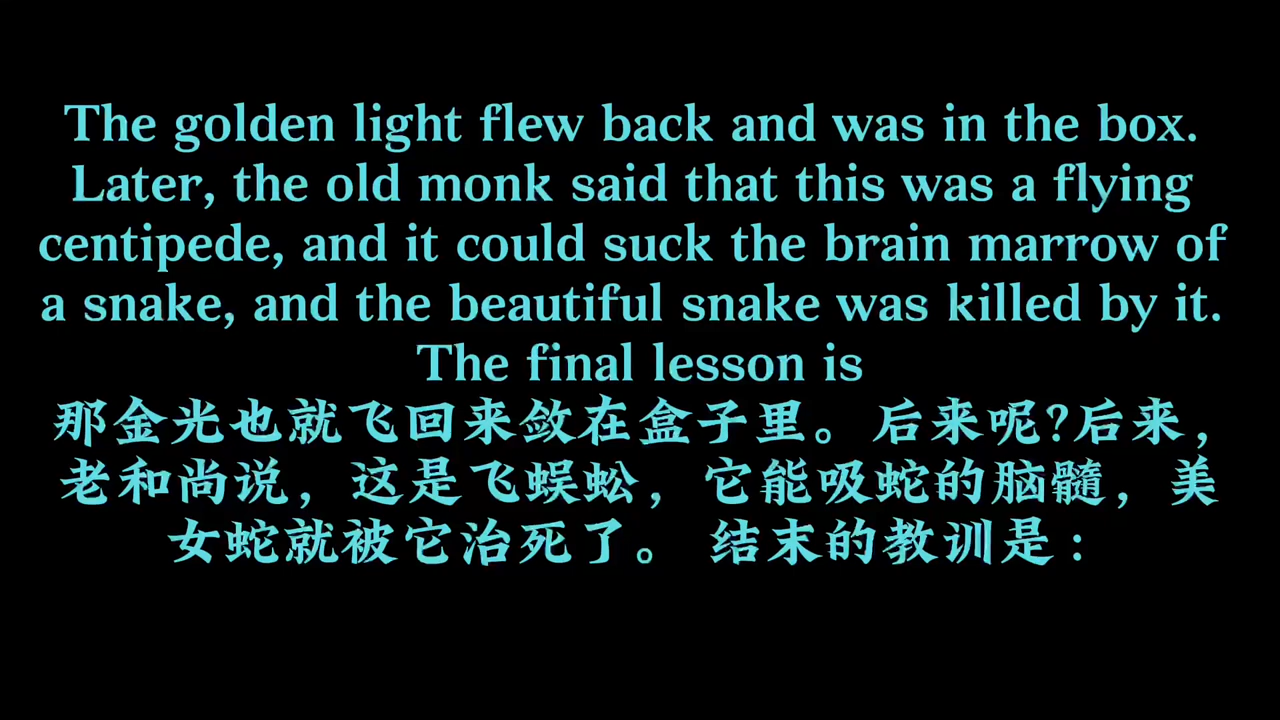 The golden light flew back and was in the box.
Later, the old monk said that this was a flying
centipede, and it could suck the brain marrow of
a snake, and the beautiful snake was killed by it.
The final lesson is
那金光也就飞回来敛在盒子里。后来呢?后来，
老和尚说，这是飞蜈蚣，它能吸蛇的脑髓，美
女蛇就被它治死了。 结末的教训是：